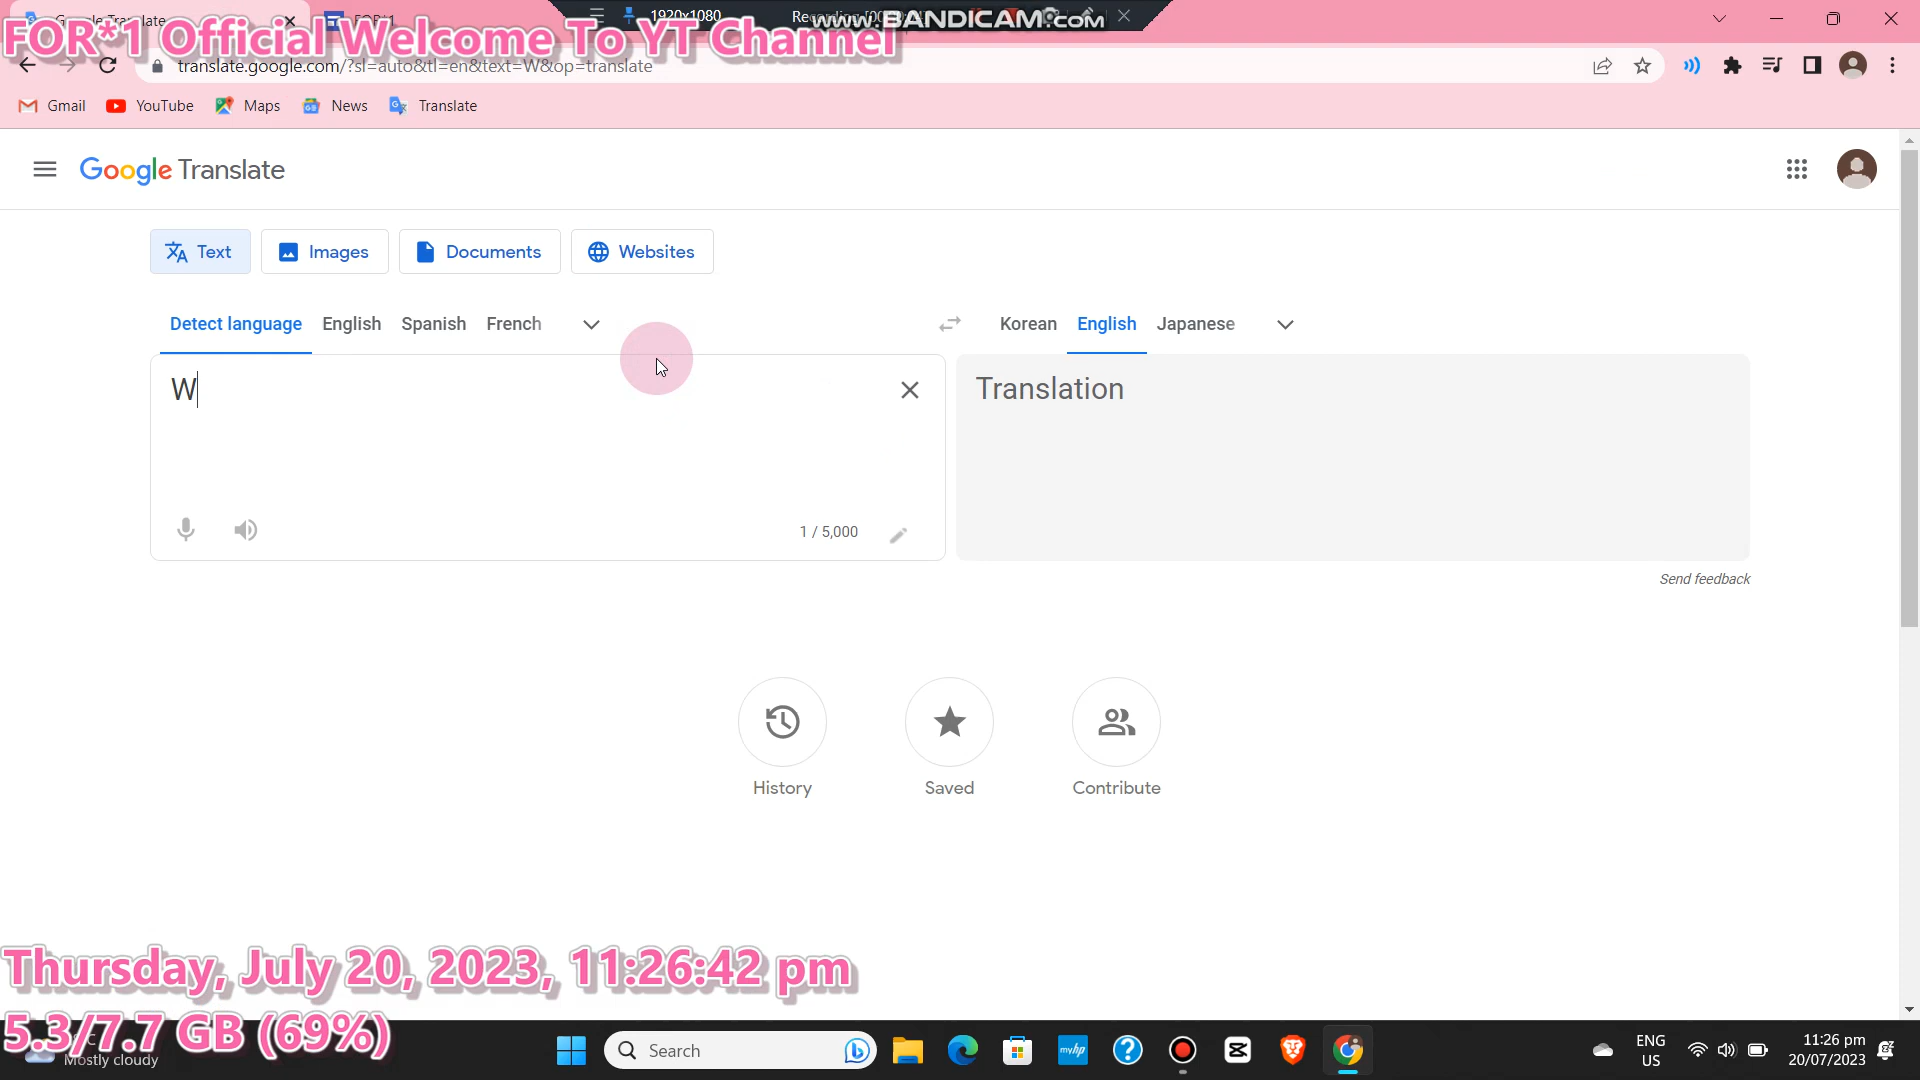 1920x1080
www.BANDICAM.com
FOR*1 Official Welcome To YT Channel
translate.google.com/?sl=auto&tl=en&text=W&op=translate
Gmail
YouTube
Maps
News
Translate
Google Translate
Text
Images
Documents
Websites
Detect language
English
Spanish
French
Korean
English
Japanese
W
Translation
1 / 5,000
Send feedback
History
Saved
Contribute
Thursday, July 20, 2023, 11:26:42 pm
5.3/7.7 GB (69%)
Mostly cloudy
Search
myhp
ENG
US
11:26 pm
20/07/2023